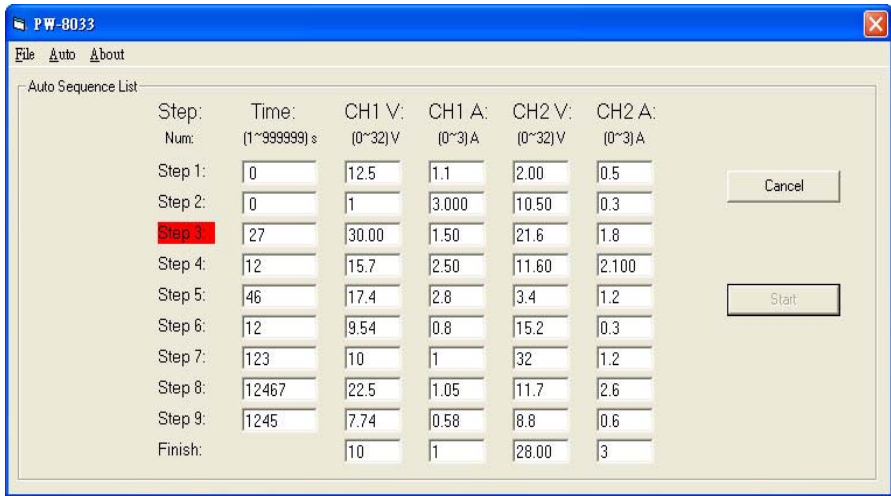 PW-8033
File Auto About
Auto Sequence List
Step: Time: CH1 V: CH1 A: CH2 V: CH2 A:
Num: (1~999999) s (0~32) V (0~3) A (0~32) V (0~3) A
Step 1: 0 12.5 1.1 2.00 0.5
Step 2: 0 1 3.000 10.50 0.3
Step 3: 27 30.00 1.50 21.6 1.8
Step 4: 12 15.7 2.50 11.60 2.100
Step 5: 46 17.4 2.8 3.4 1.2
Step 6: 12 9.54 0.8 15.2 0.3
Step 7: 123 10 1 32 1.2
Step 8: 12467 22.5 1.05 11.7 2.6
Step 9: 1245 7.74 0.58 8.8 0.6
Finish: 10 1 28.00 3
Cancel
Start